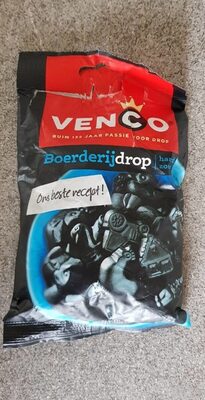 VENCO
RUIM 100 JAAR PASSIE VOOR DROP
Boerderijdrop
Ons beste recept!